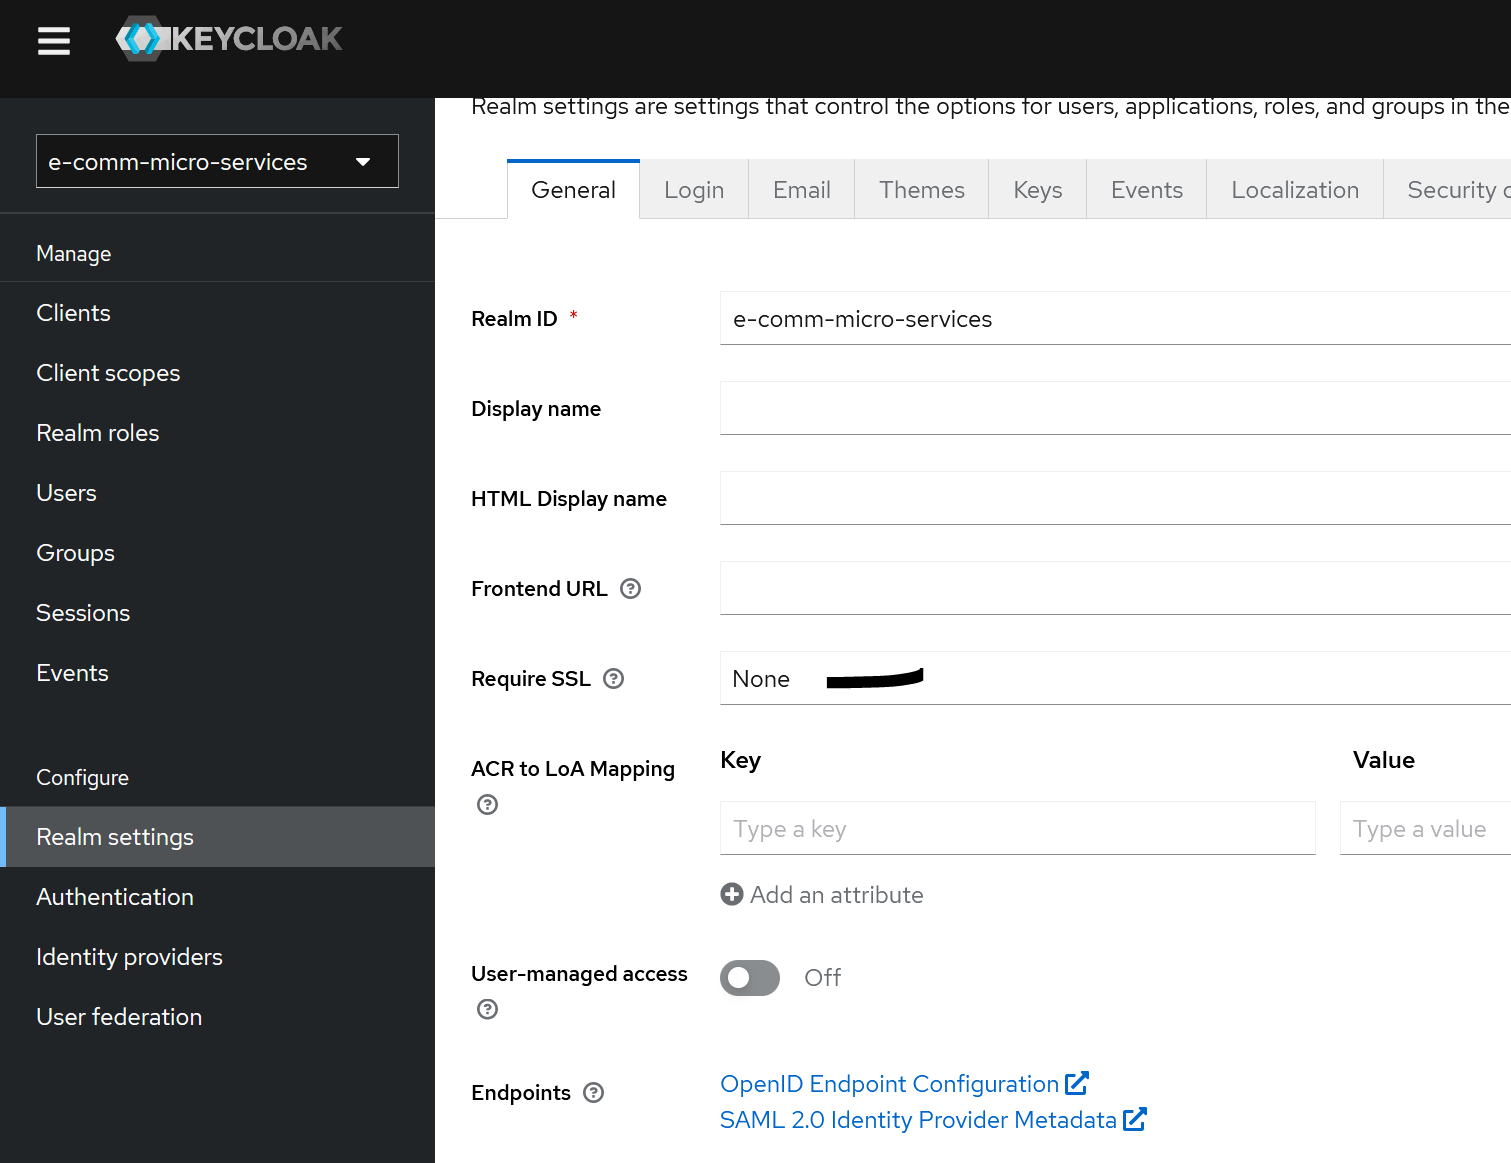 KEYCLOAK
e-comm-micro-services
Manage
Clients
Client scopes
Realm roles
Users
Groups
Sessions
Events
Configure
Realm settings
Authentication
Identity providers
User federation
Realm settings are settings that control the options for users, applications, roles, and groups in the
General Login Email Themes Keys Events Localization Security
Realm ID * e-comm-micro-services
Display name
HTML Display name
Frontend URL
Require SSL None
ACR to LoA Mapping Key Value
Type a key Type a value
Add an attribute
User-managed access Off
Endpoints OpenID Endpoint Configuration
SAML 2.0 Identity Provider Metadata